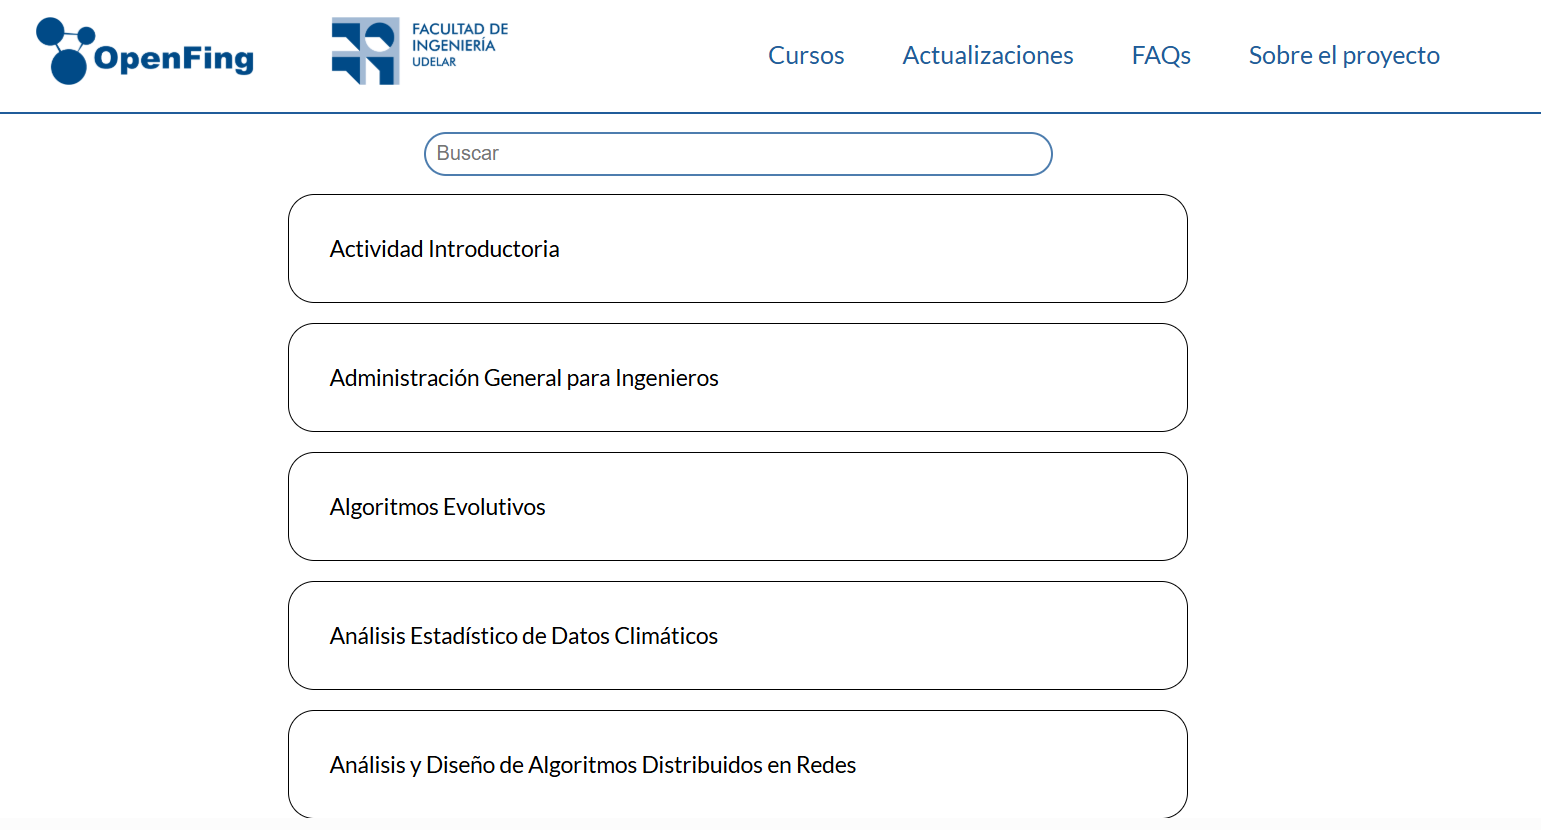 OpenFing
FACULTAD DE
INGENIERÍA
UDELAR
Cursos
Actualizaciones
FAQs
Sobre el proyecto
Buscar
Actividad Introductoria
Administración General para Ingenieros
Algoritmos Evolutivos
Análisis Estadístico de Datos Climáticos
Análisis y Diseño de Algoritmos Distribuidos en Redes